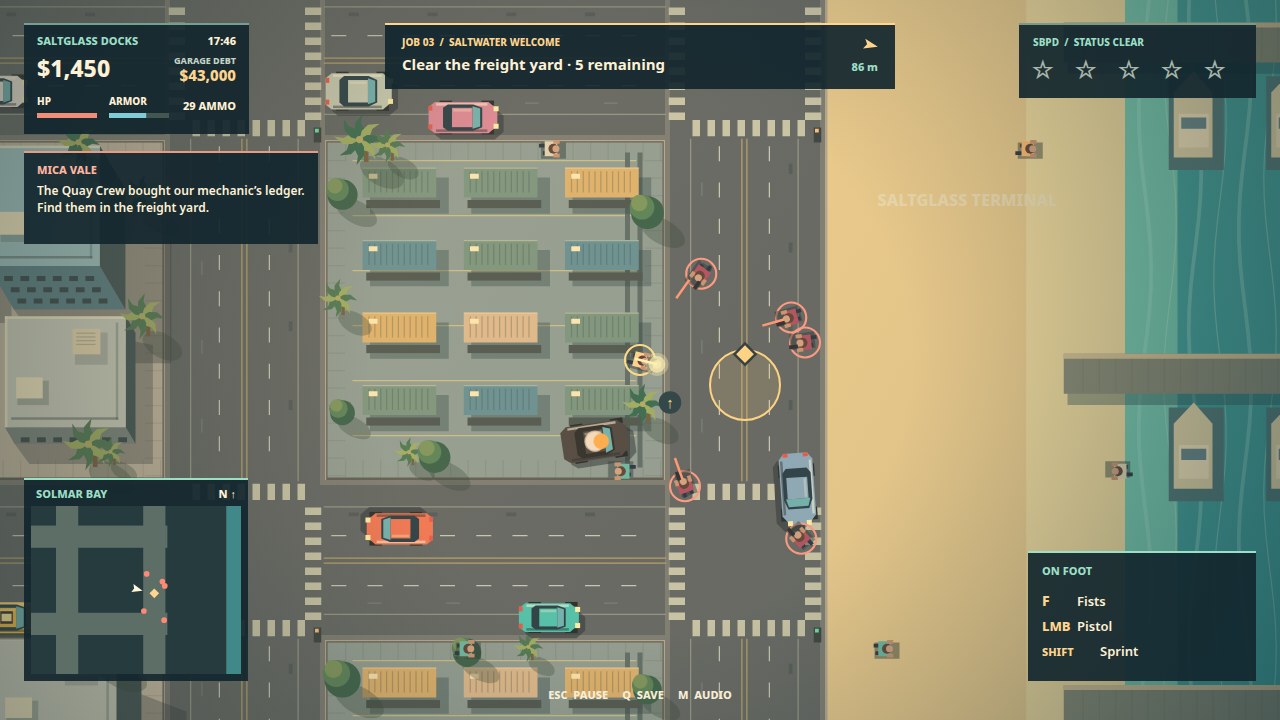 SALTGLASS DOCKS 17:46
$1,450
GARAGE DEBT
$43,000
HP ARMOR 29 AMMO
JOB 03 / SALTWATER WELCOME
Clear the freight yard · 5 remaining
86 m
SBPD / STATUS CLEAR
MICA VALE
The Quay Crew bought our mechanic’s ledger.
Find them in the freight yard.
SALTGLASS TERMINAL
SOLMAR BAY N ↑
ON FOOT
F Fists
LMB Pistol
SHIFT Sprint
ESC PAUSE Q SAVE M AUDIO